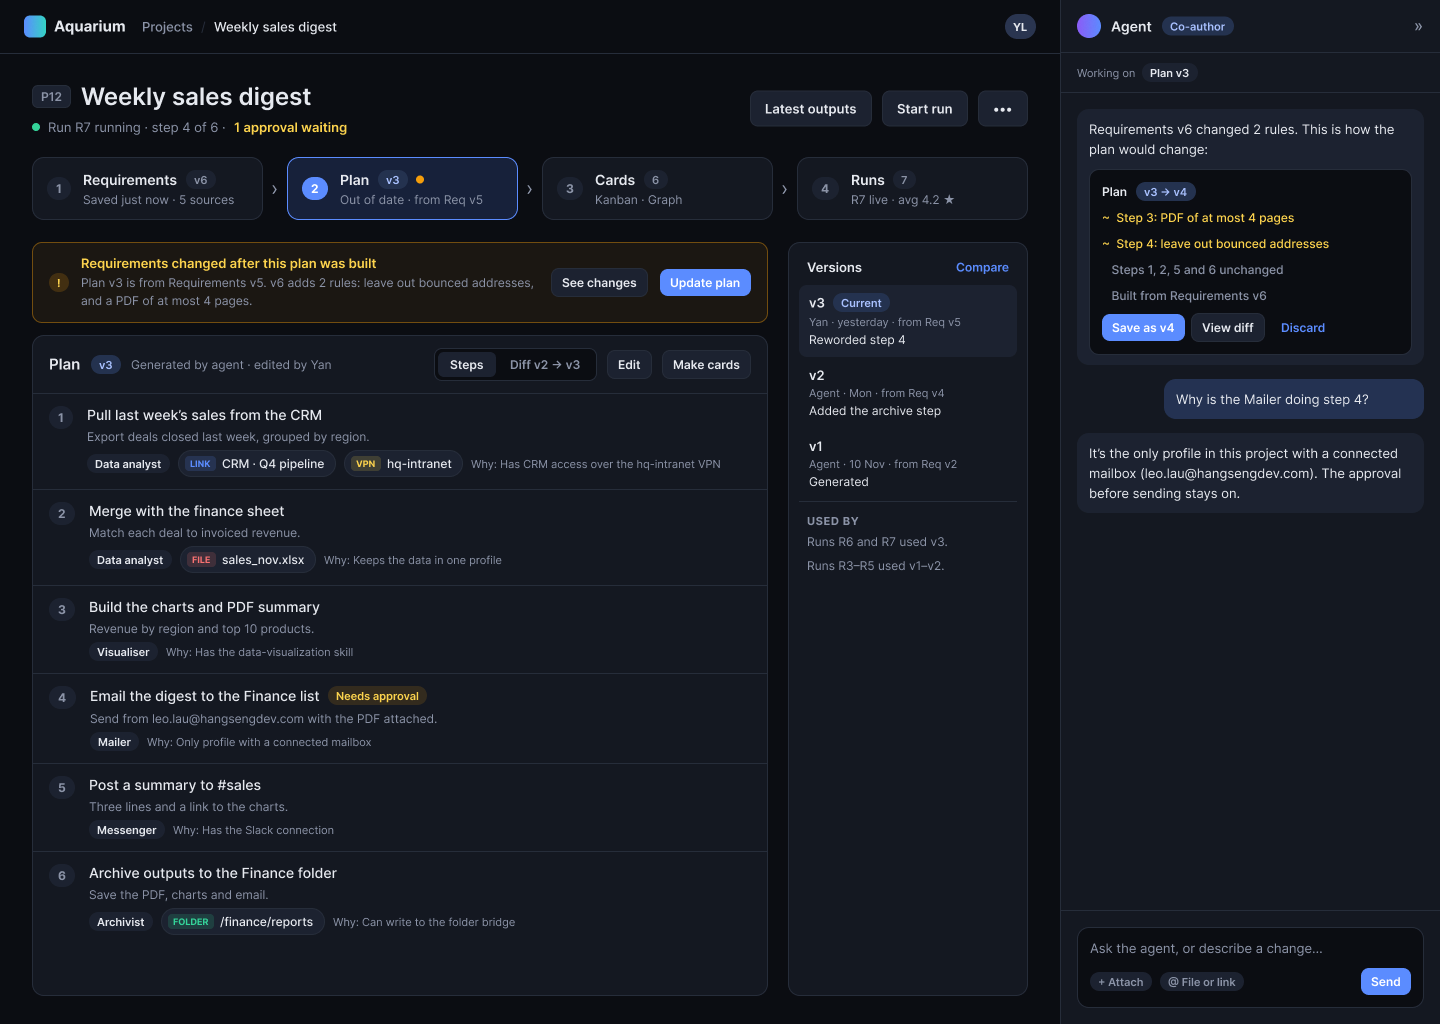 Aquarium
Projects / Weekly sales digest
YL
P12 Weekly sales digest
Run R7 running · step 4 of 6 · 1 approval waiting
Latest outputs
Start run
•••
1 Requirements v6
Saved just now · 5 sources
›
2 Plan v3
Out of date · from Req v5
›
3 Cards 6
Kanban · Graph
›
4 Runs 7
R7 live · avg 4.2 ★
! Requirements changed after this plan was built
Plan v3 is from Requirements v5. v6 adds 2 rules: leave out bounced addresses,
and a PDF of at most 4 pages.
See changes
Update plan
Plan v3 Generated by agent · edited by Yan
Steps
Diff v2 → v3
Edit
Make cards
1 Pull last week’s sales from the CRM
Export deals closed last week, grouped by region.
Data analyst LINK CRM · Q4 pipeline VPN hq-intranet Why: Has CRM access over the hq-intranet VPN
2 Merge with the finance sheet
Match each deal to invoiced revenue.
Data analyst FILE sales_nov.xlsx Why: Keeps the data in one profile
3 Build the charts and PDF summary
Revenue by region and top 10 products.
Visualiser Why: Has the data-visualization skill
4 Email the digest to the Finance list Needs approval
Send from leo.lau@hangsengdev.com with the PDF attached.
Mailer Why: Only profile with a connected mailbox
5 Post a summary to #sales
Three lines and a link to the charts.
Messenger Why: Has the Slack connection
6 Archive outputs to the Finance folder
Save the PDF, charts and email.
Archivist FOLDER /finance/reports Why: Can write to the folder bridge
Versions Compare
v3 Current
Yan · yesterday · from Req v5
Reworded step 4
v2
Agent · Mon · from Req v4
Added the archive step
v1
Agent · 10 Nov · from Req v2
Generated
USED BY
Runs R6 and R7 used v3.
Runs R3–R5 used v1–v2.
Agent Co-author »
Working on Plan v3
Requirements v6 changed 2 rules. This is how the
plan would change:
Plan v3 → v4
~ Step 3: PDF of at most 4 pages
~ Step 4: leave out bounced addresses
Steps 1, 2, 5 and 6 unchanged
Built from Requirements v6
Save as v4 View diff Discard
Why is the Mailer doing step 4?
It’s the only profile in this project with a connected
mailbox (leo.lau@hangsengdev.com). The approval
before sending stays on.
Ask the agent, or describe a change...
+ Attach @ File or link Send